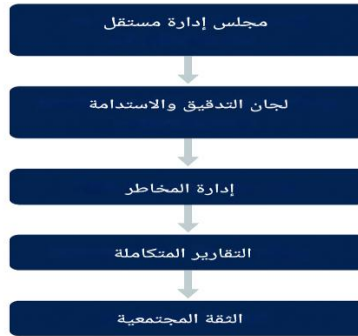 مجلس إدارة مستقل
لجان التدقيق والاستدامة
إدارة المخاطر
التقارير المتكاملة
الثقة المجتمعية